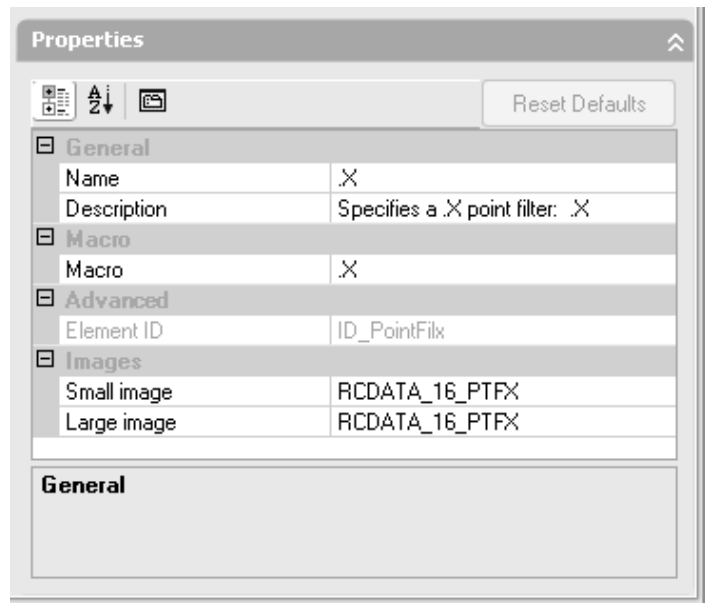 Properties
Reset Defaults
General
Name .X
Description Specifies a .X point filter: .X
Macro
Macro .X
Advanced
Element ID ID_PointFilx
Images
Small image RCDATA_16_PTFX
Large image RCDATA_16_PTFX
General